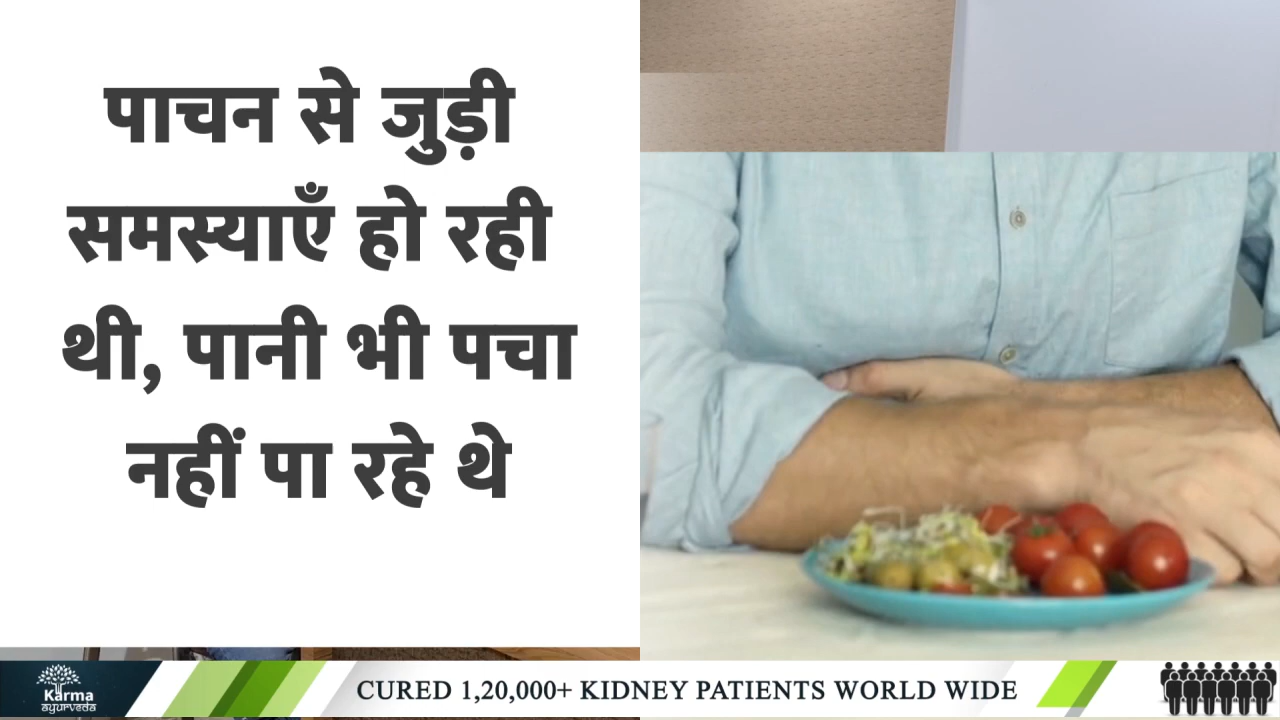 पाचन से जुड़ी
समस्याएँ हो रही
थी, पानी भी पचा
नहीं पा रहे थे
Karma
ayurveda
CURED 1,20,000+ KIDNEY PATIENTS WORLD WIDE